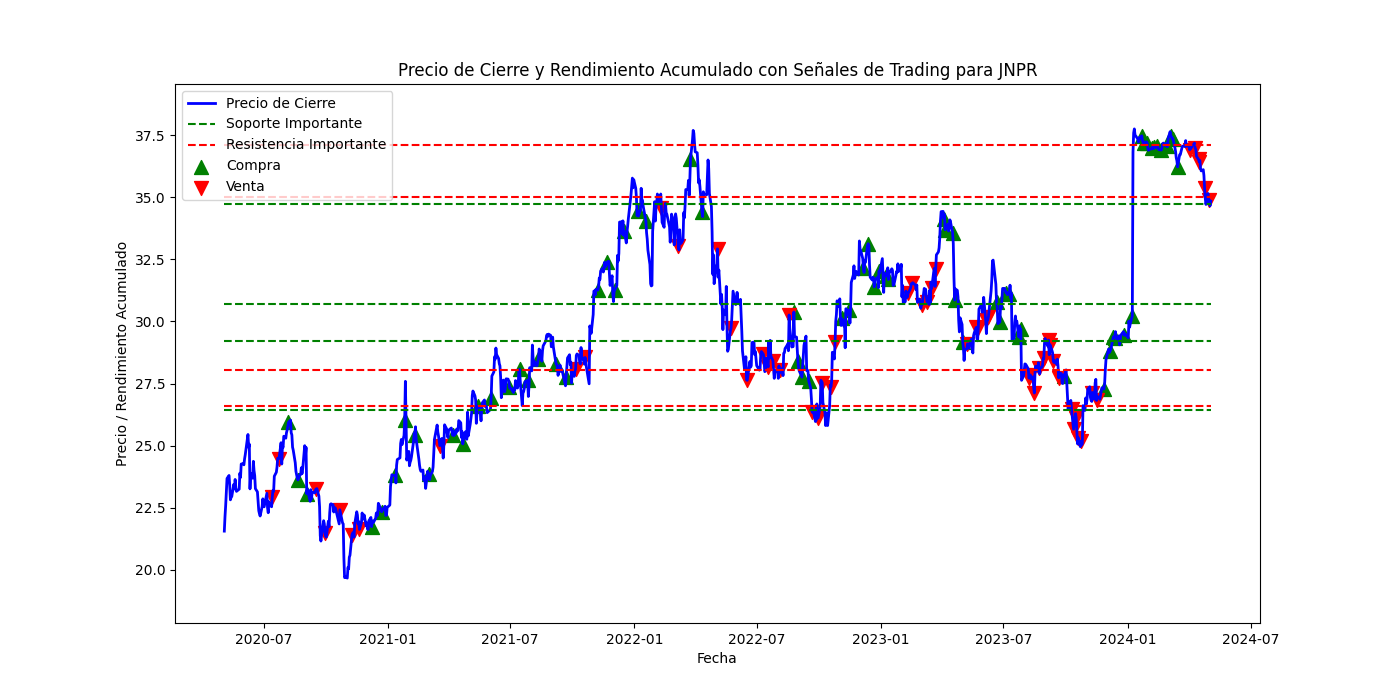 Precio de Cierre y Rendimiento Acumulado con Señales de Trading para JNPR
Precio de Cierre
Soporte Importante
Resistencia Importante
Compra
Venta
Precio / Rendimiento Acumulado
37.5
35.0
32.5
30.0
27.5
25.0
22.5
20.0
2020-07
2021-01
2021-07
2022-01
2022-07
2023-01
2023-07
2024-01
2024-07
Fecha